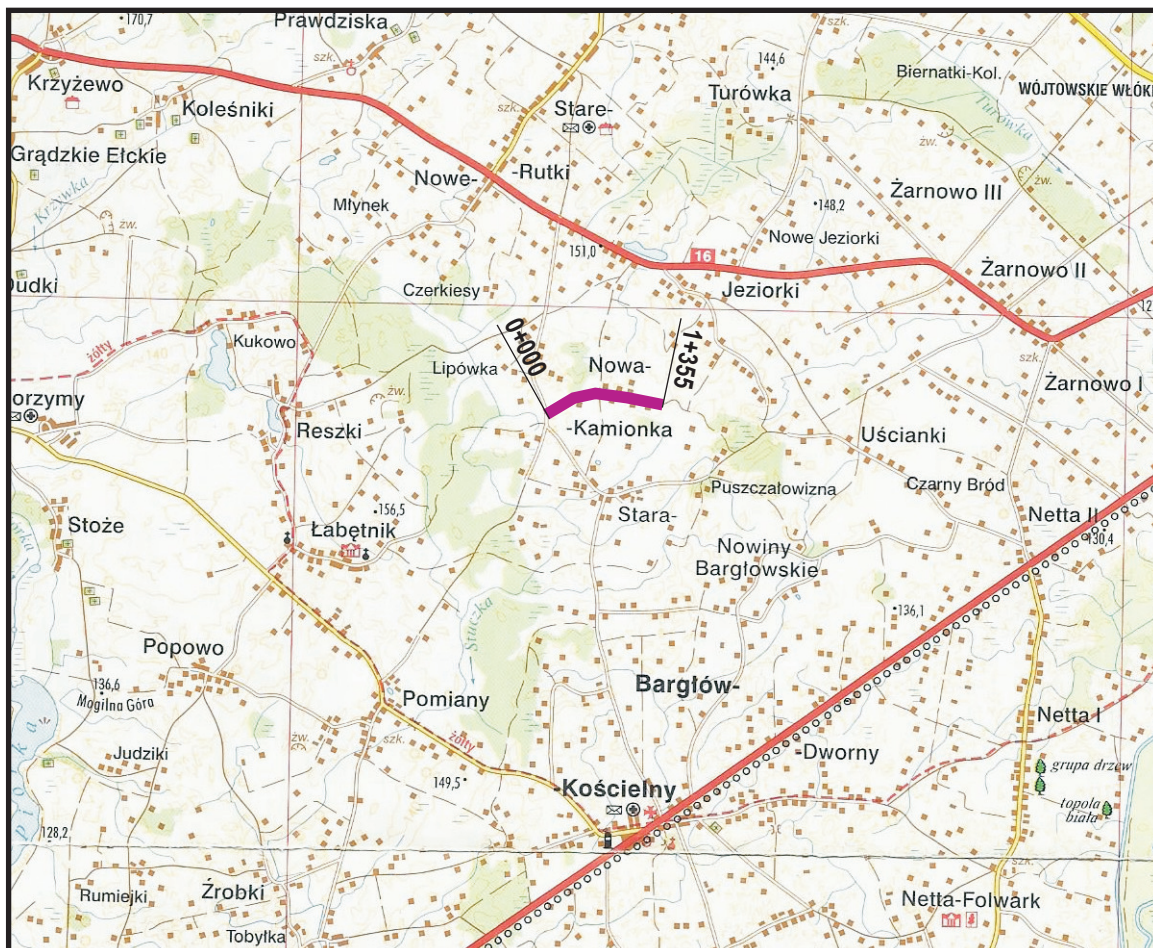 170,7
Prawdziska
szk.
144,6
Biernatki-Kol.
Krzyżewo
Koleśniki
szk.
Stare-
Turówka
Turówka
WÓJTOWSKIE WŁÓKI
Grądzkie Ełckie
żw.
żw.
Krzywka
Nowe-
-Rutki
Młynek
148,2
Żarnowo III
żw.
Nowe Jeziorki
151,0
16
Żarnowo II
Czerkiesy
Jeziorki
żółty
140
Kukowo
0+000
1+355
szk.
Lipówka
Nowa-
żw.
Żarnowo I
Reszki
-Kamionka
Uścianki
Puszczałowizna
Czarny Bród
156,5
Stoże
Łabętnik
Stara-
Netta II
Nowiny
Bargłowskie
130,4
136,1
Stuczka
Popowo
136,6
Mogilna Góra
Bargłów-
Pomiany
Netta I
żw.
szk.
żółty
Judziki
-Dworny
grupa drzew
149,5
-Kościelny
topola
biała
128,2
szk.
Rumiejki
Żrobki
Netta-Folwark
Tobyłka